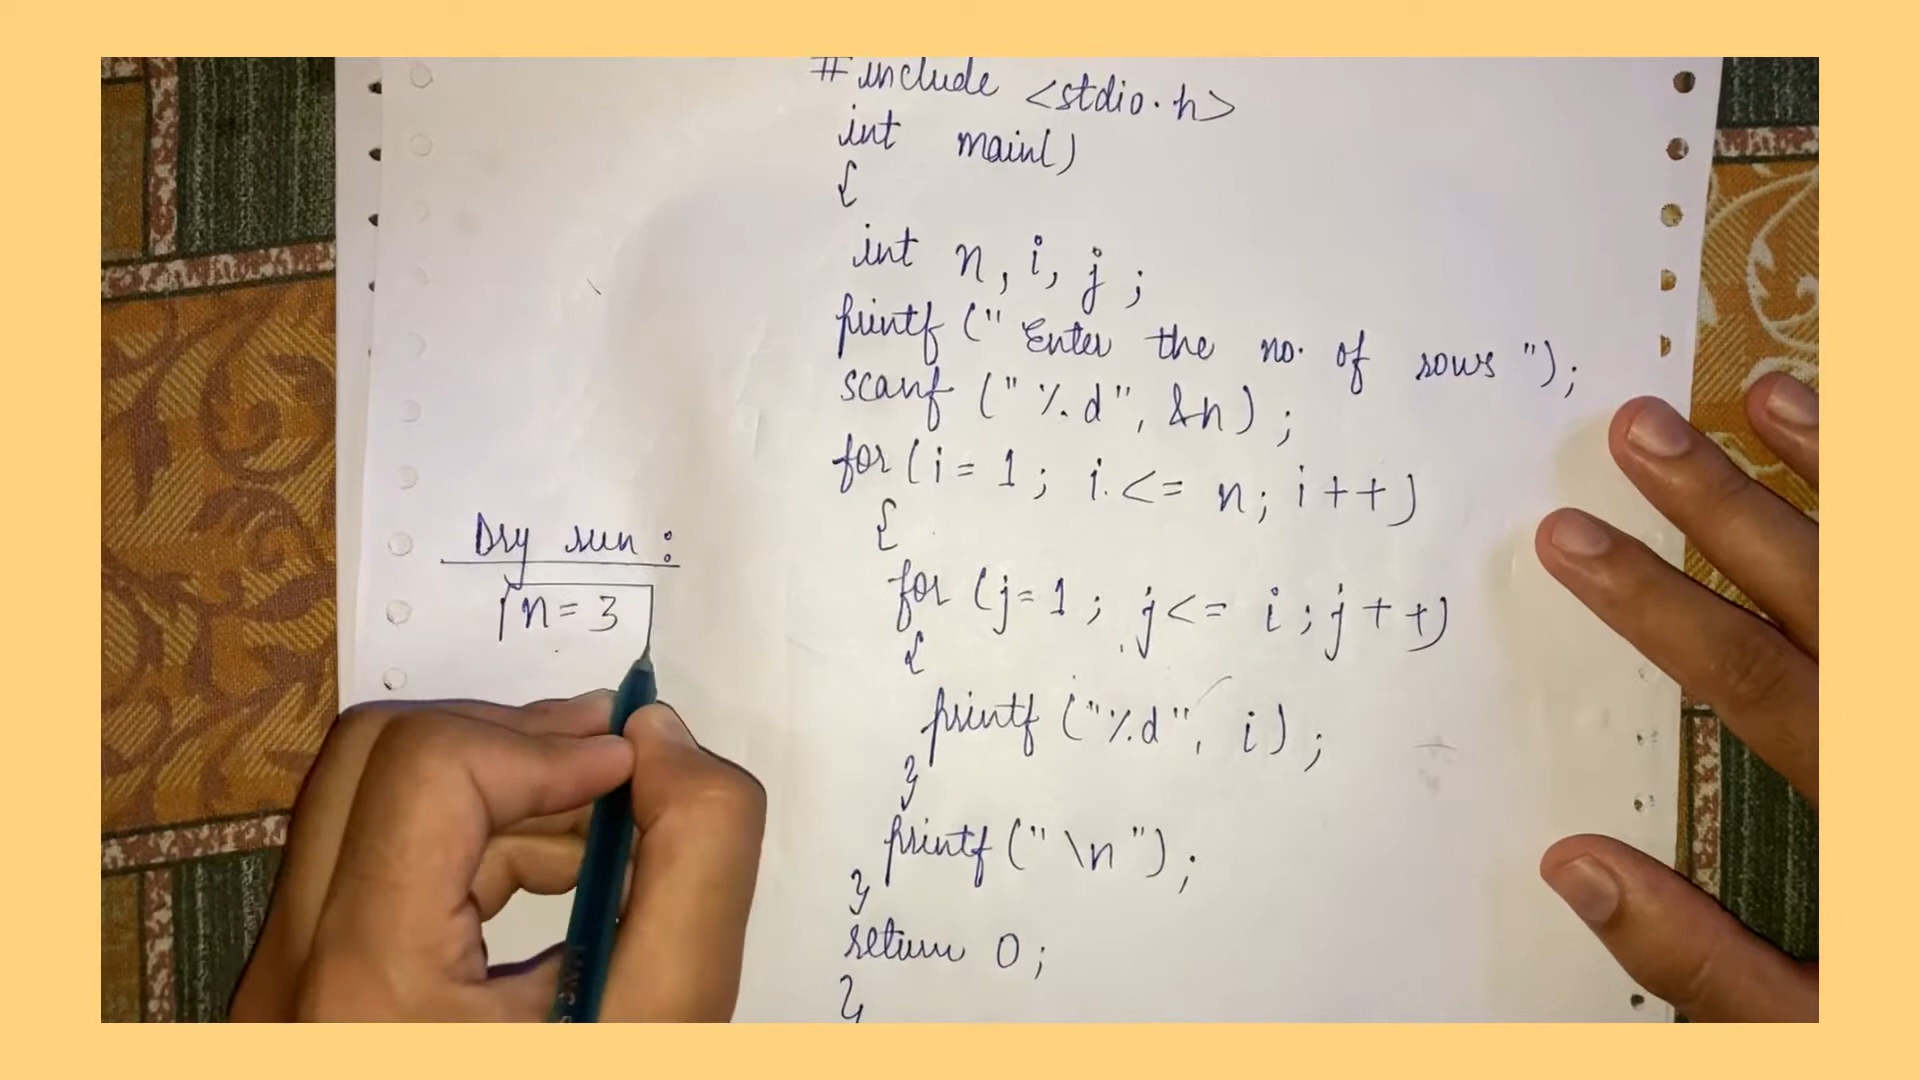 #include <stdio.h>
int main()
{
int n, i, j;
printf ("Enter the no. of rows");
scanf ("%d", &n);
for (i = 1; i <= n; i++)
{
for (j=1; j<= i; j++)
{
printf ("%d", i);
}
printf ("\n");
}
return 0;
}
Dry run:
n = 3